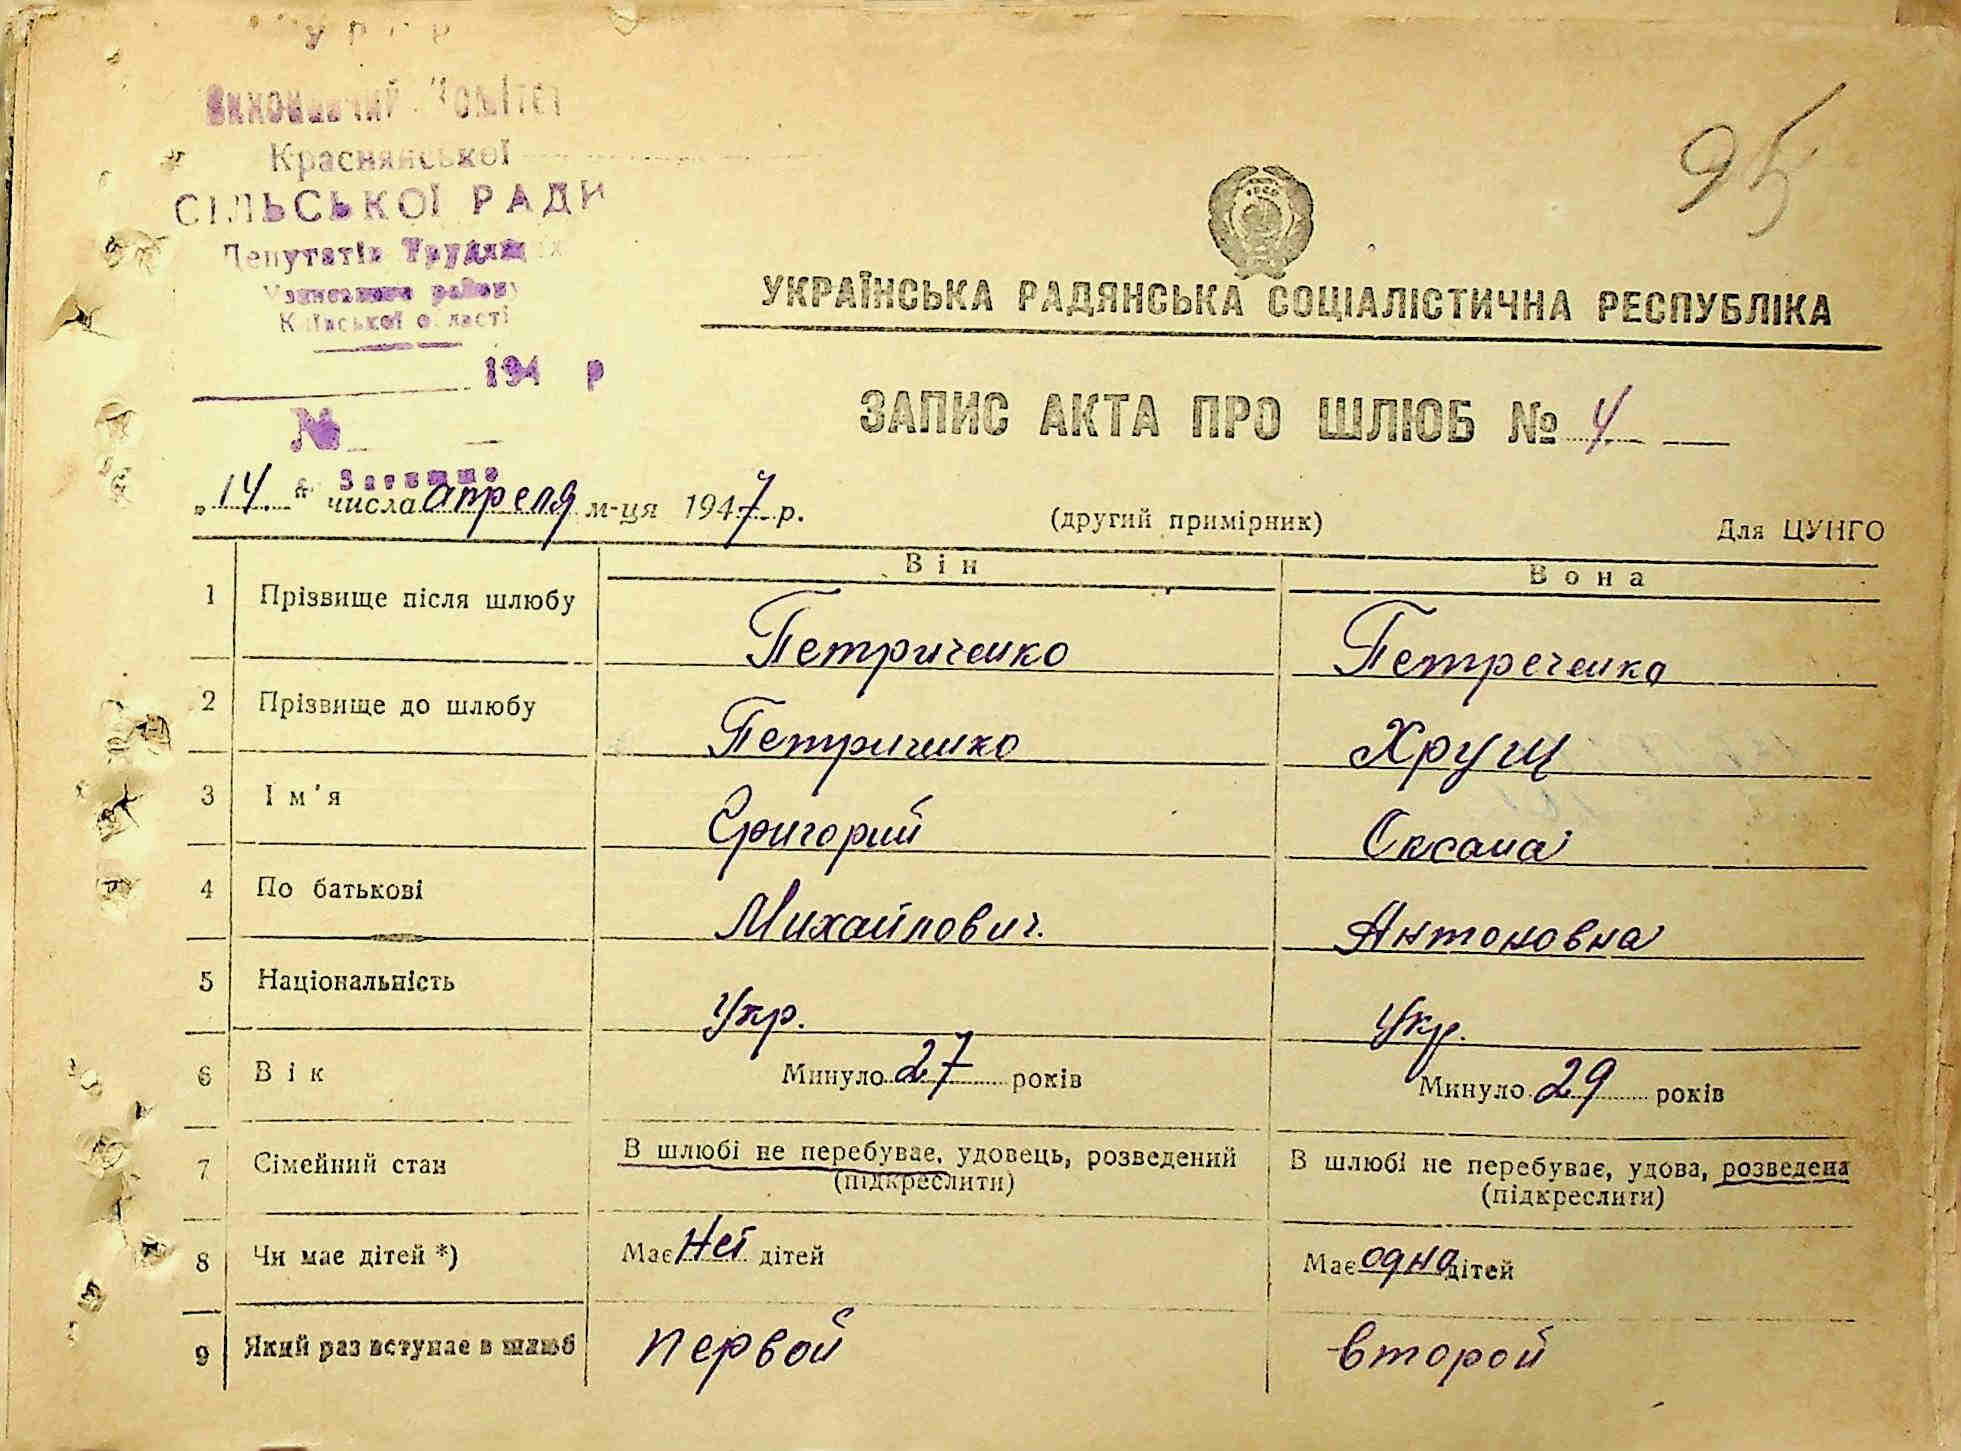 У Р С Р
Виконавчий Комітет
Краснянської
СІЛЬСЬКОЇ РАДИ
Депутатів Трудящих
району
Київської області
194 р
№
95
УКРАЇНСЬКА РАДЯНСЬКА СОЦІАЛІСТИЧНА РЕСПУБЛІКА
ЗАПИС АКТА ПРО ШЛЮБ № 4
„14“ числа апреля м-ця 1947 р.
(другий примірник)
Для ЦУНГО
Він
Вона
1 Прізвище після шлюбу Петриченко Петреченко
2 Прізвище до шлюбу Петриченко Хрущ
3 Ім'я Григорий Оксана
4 По батькові Михайлович. Антоновна
5 Національність Укр. Укр.
6 Вік Минуло 27 років Минуло 29 років
7 Сімейний стан В шлюбі не перебуває, удовець, розведений В шлюбі не перебуває, удова, розведена
(підкреслити) (підкреслити)
8 Чи має дітей *) Має нет дітей Має одно дітей
9 Який раз вступає в шлюб первой второй